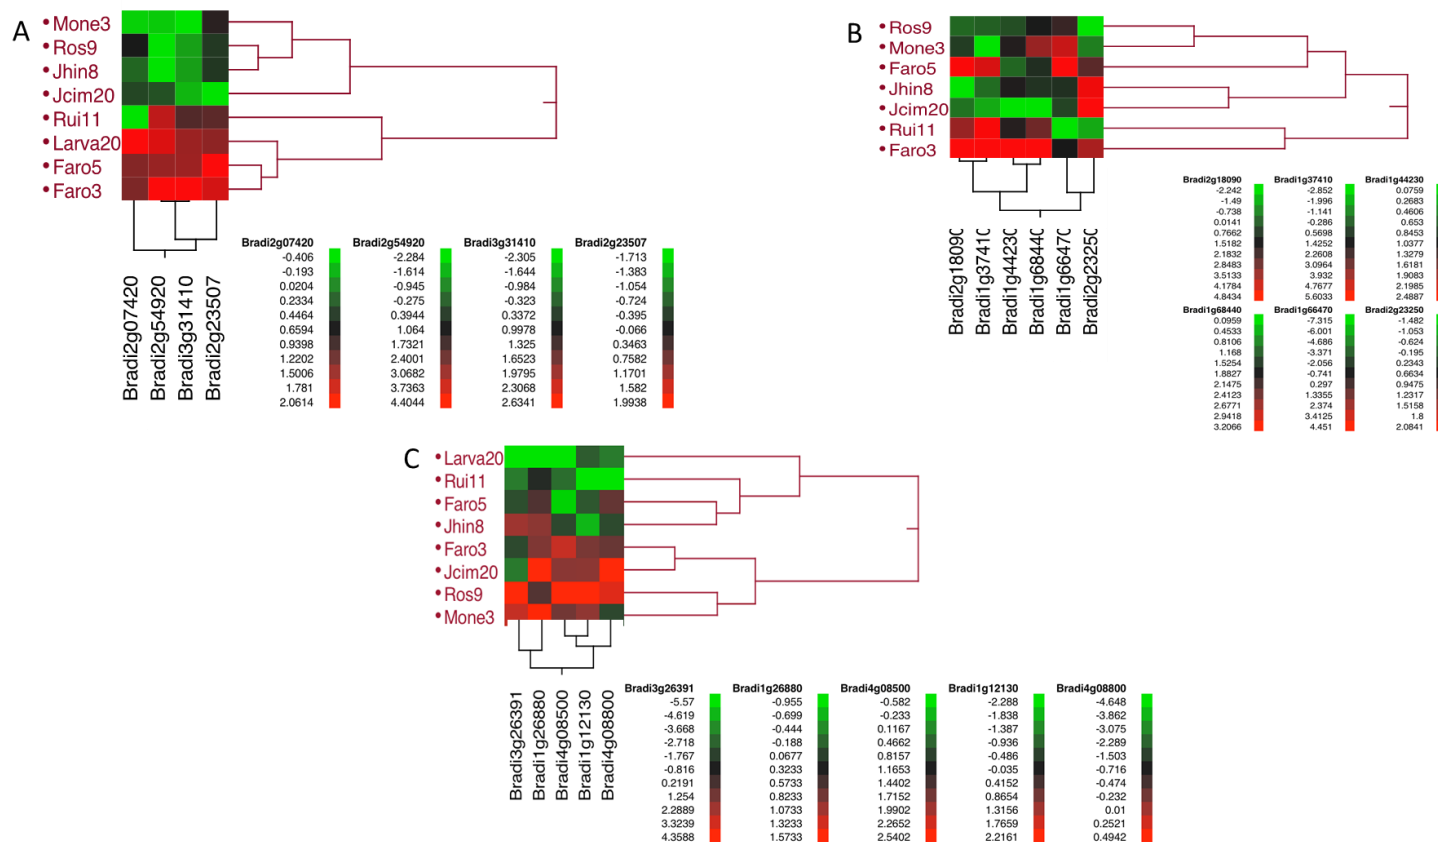 A
• Mone3
• Ros9
• Jhin8
• Jcim20
• Rui11
• Larva20
• Faro5
• Faro3
Bradi2g07420
Bradi2g54920
Bradi3g31410
Bradi2g23507
Bradi2g07420 Bradi2g54920 Bradi3g31410 Bradi2g23507
-0.406 -2.284 -2.305 -1.713
-0.193 -1.614 -1.644 -1.383
0.0204 -0.945 -0.984 -1.054
0.2334 -0.275 -0.323 -0.724
0.4464 0.3944 0.3372 -0.395
0.6594 1.064 0.9978 -0.066
0.9398 1.7321 1.325 0.3463
1.2202 2.4001 1.6523 0.7582
1.5006 3.0682 1.9795 1.1701
1.781 3.7363 2.3068 1.582
2.0614 4.4044 2.6341 1.9938
B
• Ros9
• Mone3
• Faro5
• Jhin8
• Jcim20
• Rui11
• Faro3
Bradi2g1809C
Bradi1g3741C
Bradi1g4423C
Bradi1g6844C
Bradi1g6647C
Bradi2g2325C
Bradi2g18090 Bradi1g37410 Bradi1g44230
-2.242 -2.852 0.0759
-1.49 -1.996 0.2683
-0.738 -1.141 0.4606
0.0141 -0.286 0.653
0.7662 0.5698 0.8453
1.5182 1.4252 1.0377
2.1832 2.2608 1.3279
2.8483 3.0964 1.6181
3.5133 3.932 1.9083
4.1784 4.7677 2.1985
4.8434 5.6033 2.4887
Bradi1g68440 Bradi1g66470 Bradi2g23250
0.0959 -7.315 -1.482
0.4533 -6.001 -1.053
0.8106 -4.686 -0.624
1.168 -3.371 -0.195
1.5254 -2.056 0.2343
1.8827 -0.741 0.6634
2.1475 0.297 0.9475
2.4123 1.3355 1.2317
2.6771 2.374 1.5158
2.9418 3.4125 1.8
3.2066 4.451 2.0841
C
• Larva20
• Rui11
• Faro5
• Jhin8
• Faro3
• Jcim20
• Ros9
• Mone3
Bradi3g26391
Bradi1g26880
Bradi4g08500
Bradi1g12130
Bradi4g08800
Bradi3g26391 Bradi1g26880 Bradi4g08500 Bradi1g12130 Bradi4g08800
-5.57 -0.955 -0.582 -2.288 -4.648
-4.619 -0.699 -0.233 -1.838 -3.862
-3.668 -0.444 0.1167 -1.387 -3.075
-2.718 -0.188 0.4662 -0.936 -2.289
-1.767 0.0677 0.8157 -0.486 -1.503
-0.816 0.3233 1.1653 -0.035 -0.716
0.2191 0.5733 1.4402 0.4152 -0.474
1.254 0.8233 1.7152 0.8654 -0.232
2.2889 1.0733 1.9902 1.3156 0.01
3.3239 1.3233 2.2652 1.7659 0.2521
4.3588 1.5733 2.5402 2.2161 0.4942